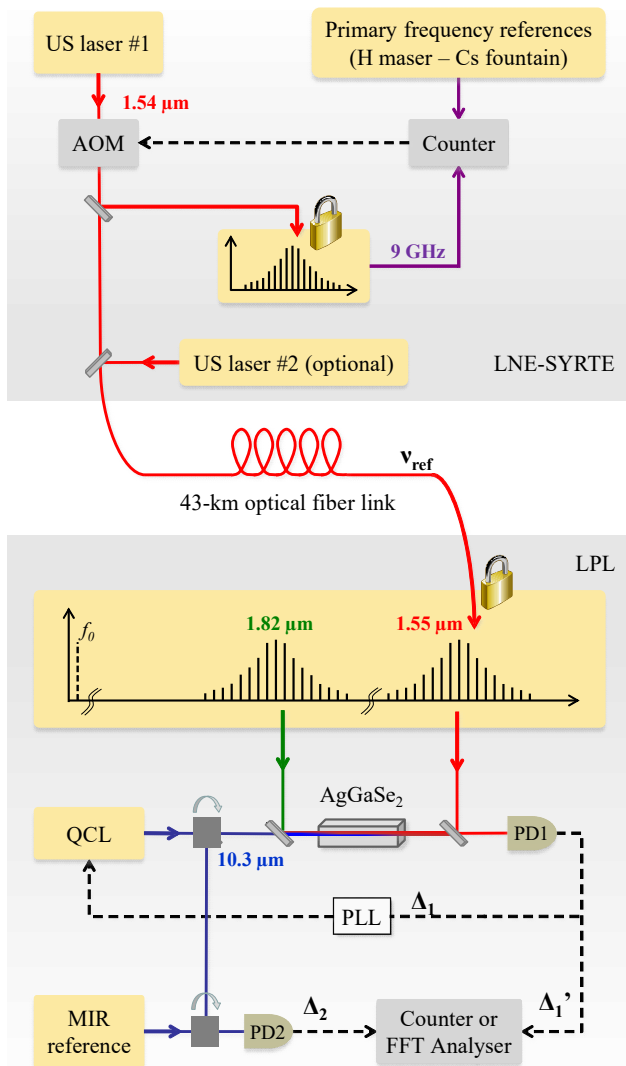 US laser #1
Primary frequency references
(H maser – Cs fountain)
1.54 µm
AOM
Counter
9 GHz
US laser #2 (optional)
LNE-SYRTE
ν_ref
43-km optical fiber link
LPL
f_0
1.82 µm
1.55 µm
AgGaSe₂
QCL
PD1
10.3 µm
PLL
Δ₁
MIR
reference
PD2
Δ₂
Counter or
FFT Analyser
Δ₁’